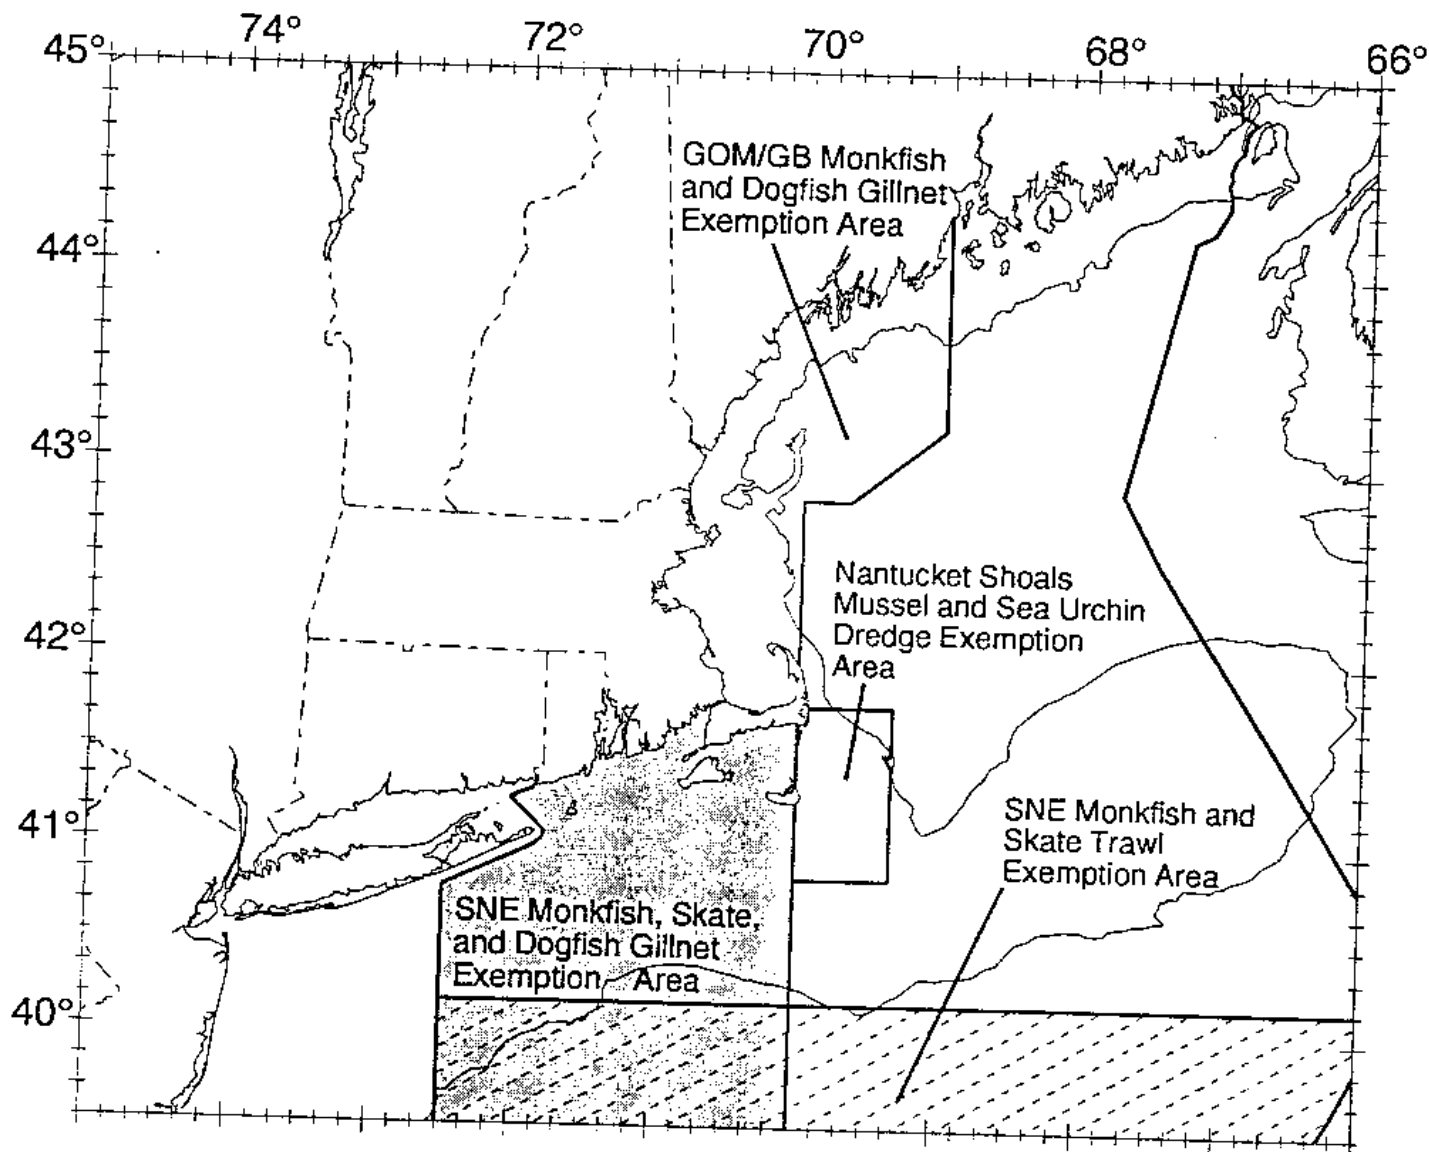 74°
72°
70°
68°
66°
45°
GOM/GB Monkfish
and Dogfish Gillnet
Exemption Area
44°
43°
Nantucket Shoals
Mussel and Sea Urchin
Dredge Exemption
Area
42°
SNE Monkfish and
Skate Trawl
Exemption Area
41°
SNE Monkfish, Skate,
and Dogfish Gillnet
Exemption Area
40°